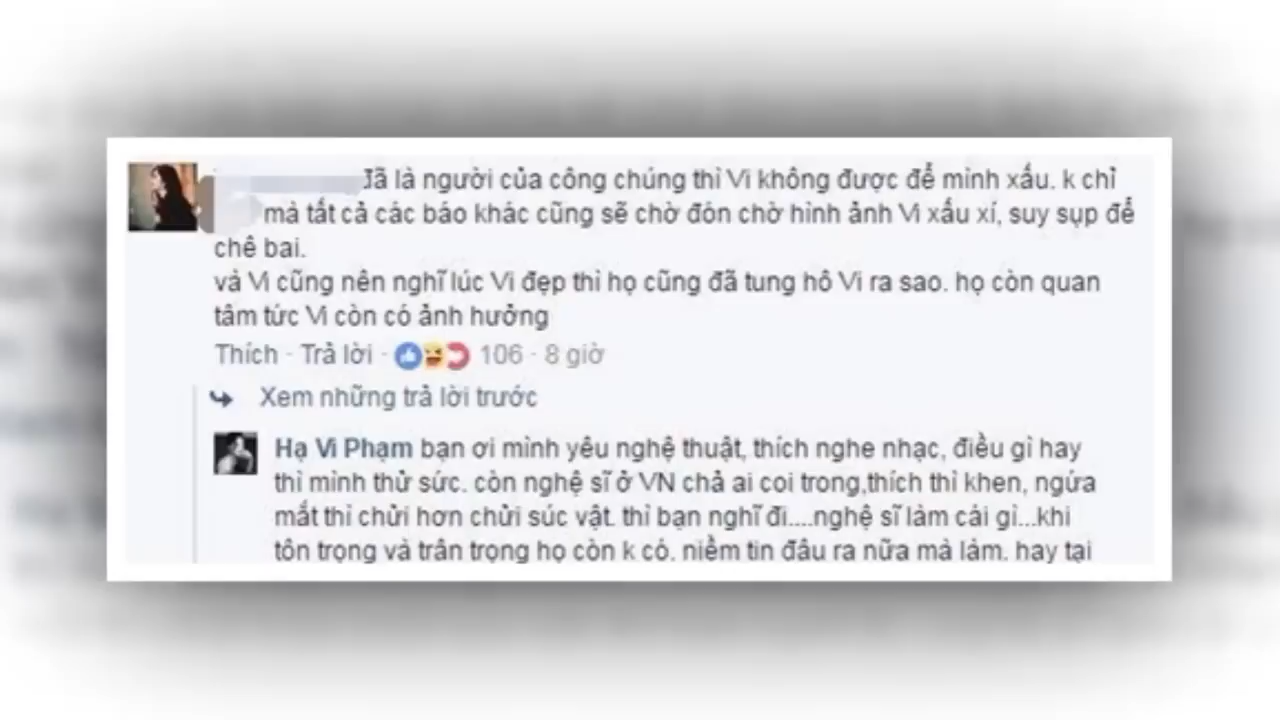 đã là người của công chúng thì Vi không được để mình xấu. k chỉ
mà tất cả các báo khác cũng sẽ chờ đón chờ hình ảnh Vi xấu xí, suy sụp để
chê bai.
và Vi cũng nên nghĩ lúc Vi đẹp thì họ cũng đã tung hô Vi ra sao. họ còn quan
tâm tức Vi còn có ảnh hưởng
Thích · Trả lời · 106 · 8 giờ
Xem những trả lời trước
Hạ Vi Phạm bạn ơi mình yêu nghệ thuật, thích nghe nhạc, điều gì hay
thì mình thử sức. còn nghệ sĩ ở VN chả ai coi trong,thích thì khen, ngứa
mắt thì chửi hơn chửi súc vật. thì bạn nghĩ đi....nghệ sĩ làm cái gì...khi
tôn trọng và trân trọng họ còn k có. niềm tin đâu ra nữa mà làm. hay tại